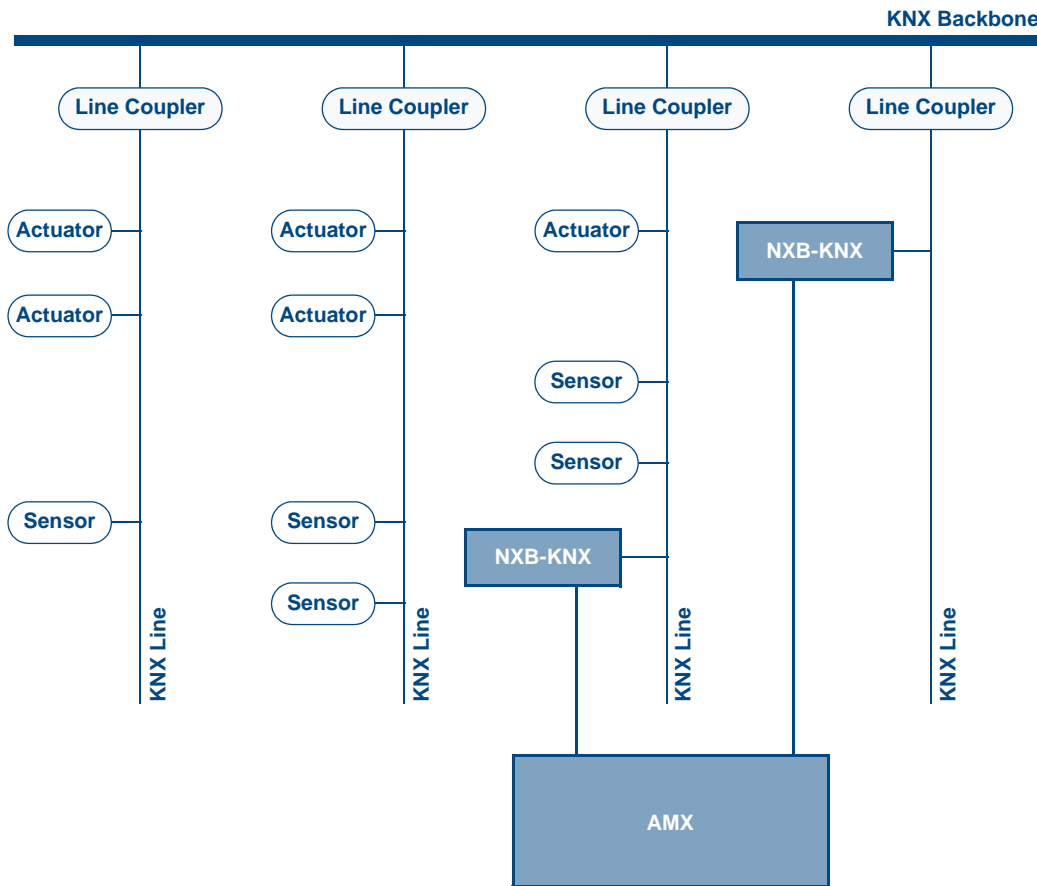 KNX Backbone
Line Coupler
Line Coupler
Line Coupler
Line Coupler
Actuator
Actuator
Actuator
NXB-KNX
Actuator
Actuator
Sensor
Sensor
Sensor
Sensor
NXB-KNX
Sensor
KNX Line
KNX Line
KNX Line
KNX Line
AMX